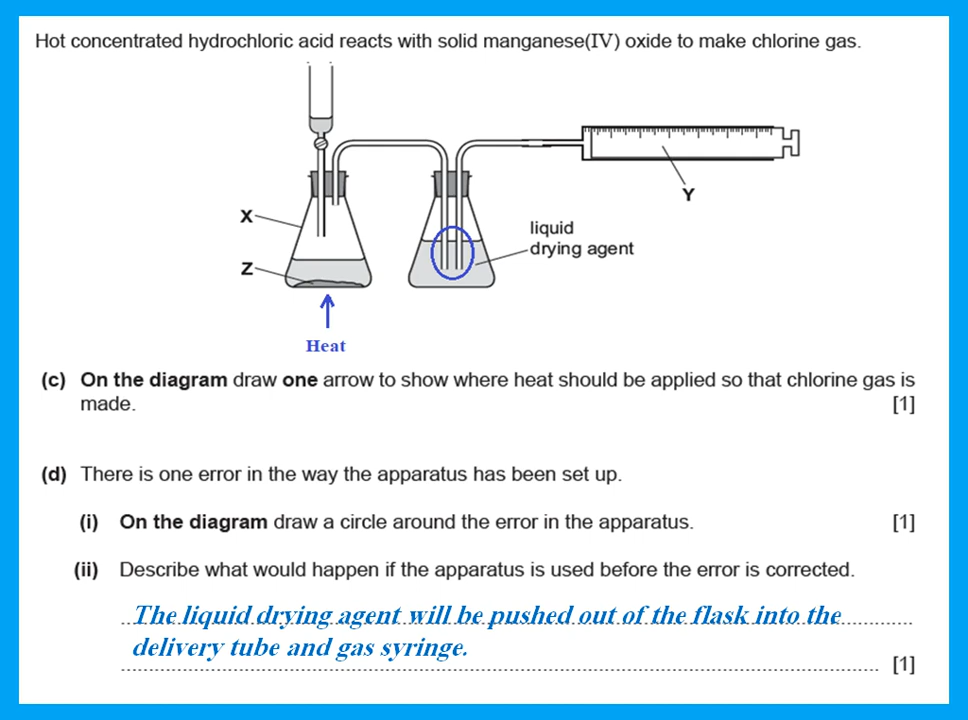 Hot concentrated hydrochloric acid reacts with solid manganese(IV) oxide to make chlorine gas.
Y
X
liquid
drying agent
Z
Heat
(c) On the diagram draw one arrow to show where heat should be applied so that chlorine gas is
made. [1]
(d) There is one error in the way the apparatus has been set up.
(i) On the diagram draw a circle around the error in the apparatus. [1]
(ii) Describe what would happen if the apparatus is used before the error is corrected.
The liquid drying agent will be pushed out of the flask into the
delivery tube and gas syringe.
[1]